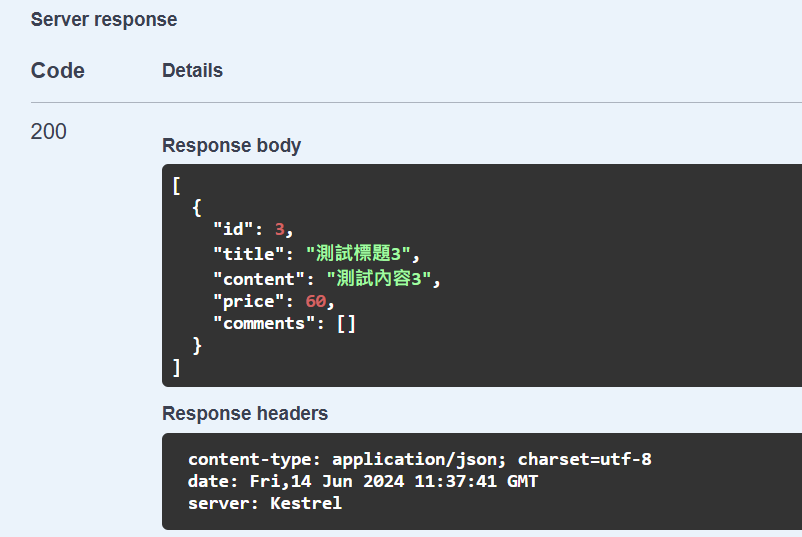 Server response
Code Details
200
Response body
[
  {
    "id": 3,
    "title": "測試標題3",
    "content": "測試內容3",
    "price": 60,
    "comments": []
  }
]
Response headers
content-type: application/json; charset=utf-8
date: Fri,14 Jun 2024 11:37:41 GMT
server: Kestrel